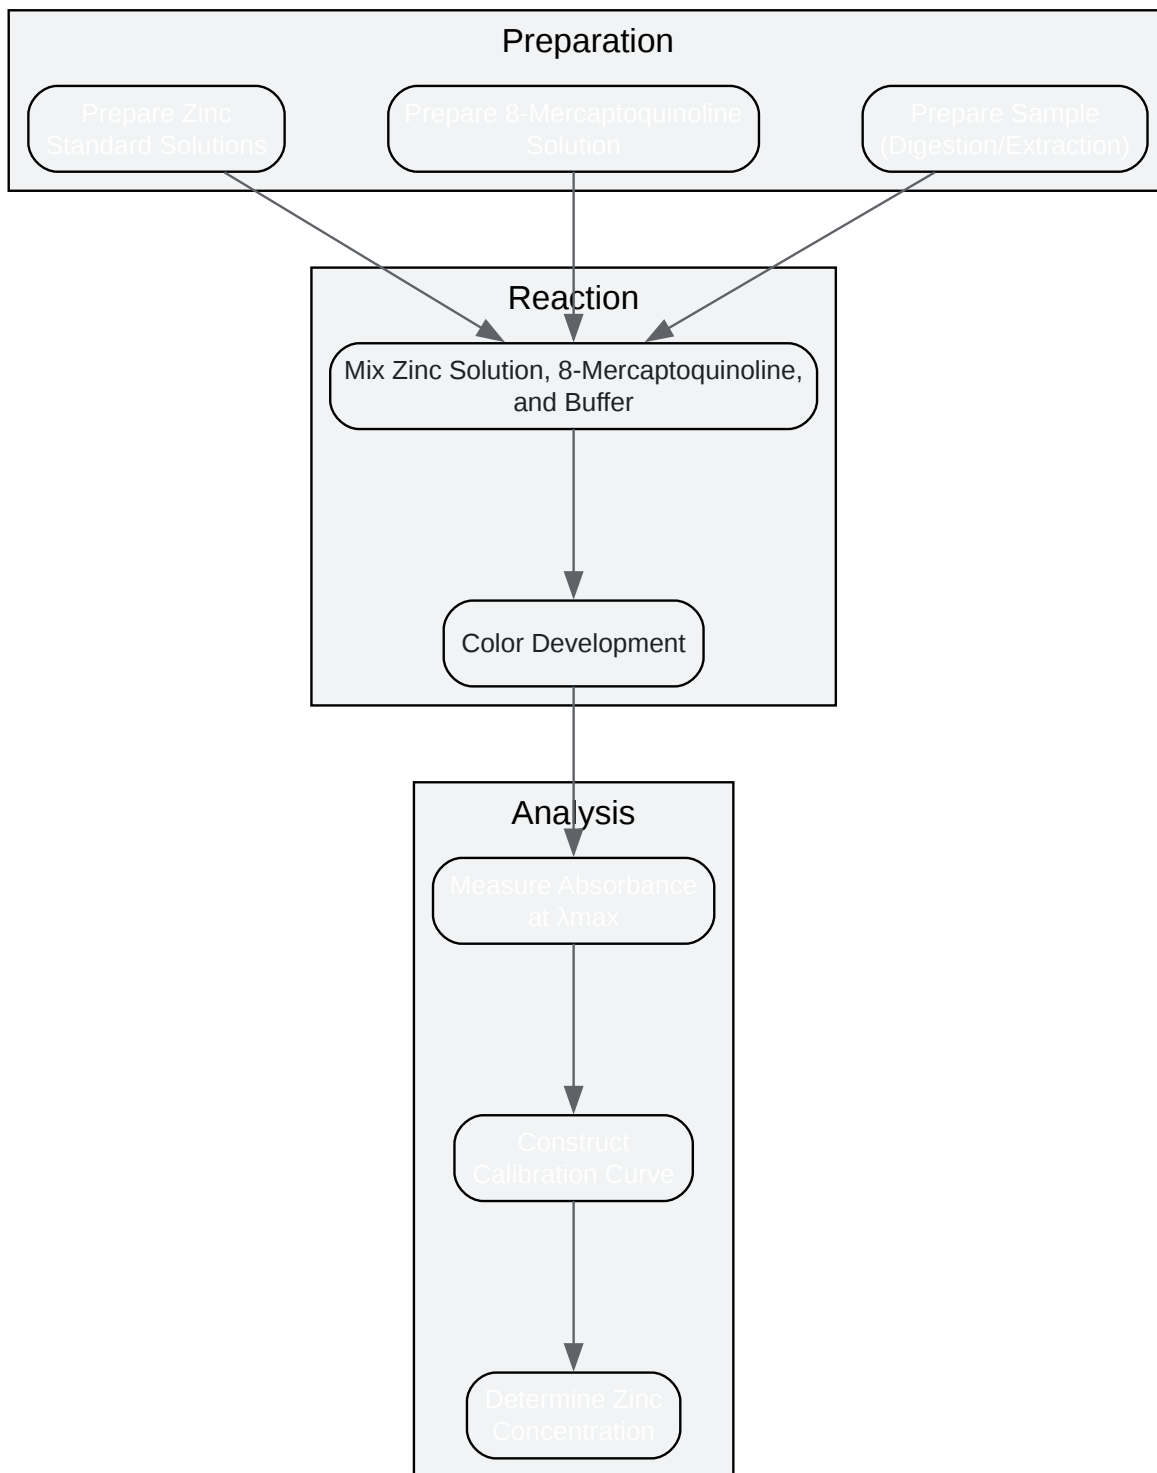 Preparation
Prepare Zinc
Standard Solutions
Prepare 8-Mercaptoquinoline
Solution
Prepare Sample
(Digestion/Extraction)
Reaction
Mix Zinc Solution, 8-Mercaptoquinoline,
and Buffer
Color Development
Analysis
Measure Absorbance
at λmax
Construct
Calibration Curve
Determine Zinc
Concentration